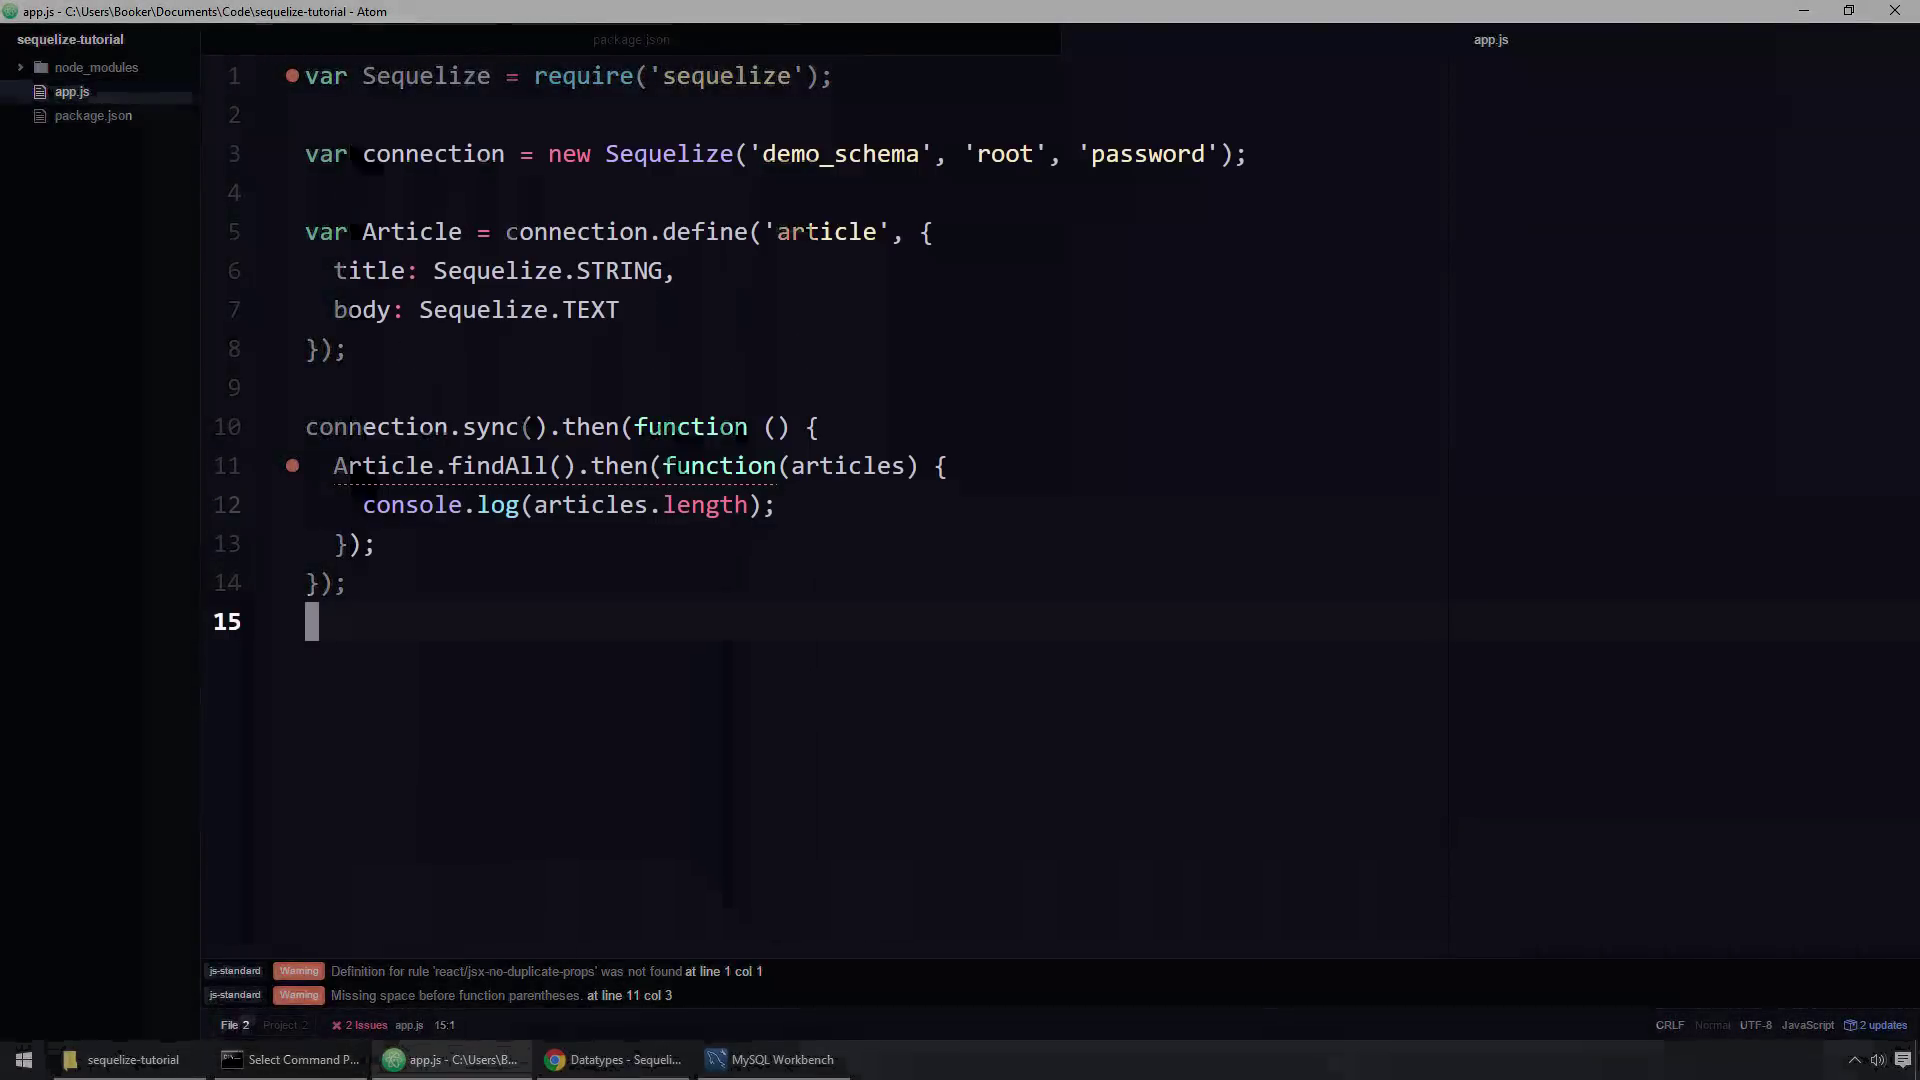 app.js - C:\Users\Booker\Documents\Code\sequelize-tutorial - Atom
sequelize-tutorial
node_modules
app.js
package.json
package.json
app.js
1 var Sequelize = require('sequelize');
2
3 var connection = new Sequelize('demo_schema', 'root', 'password');
4
5 var Article = connection.define('article', {
6 title: Sequelize.STRING,
7 body: Sequelize.TEXT
8 });
9
10 connection.sync().then(function () {
11 Article.findAll().then(function(articles) {
12 console.log(articles.length);
13 });
14 });
15
js-standard Warning Definition for rule 'react/jsx-no-duplicate-props' was not found at line 1 col 1
js-standard Warning Missing space before function parentheses. at line 11 col 3
File 2 Project 2 2 Issues app.js 15:1 CRLF Normal UTF-8 JavaScript 2 updates
sequelize-tutorial Select Command P... app.js - C:\Users\B... Datatypes - Sequeli... MySQL Workbench